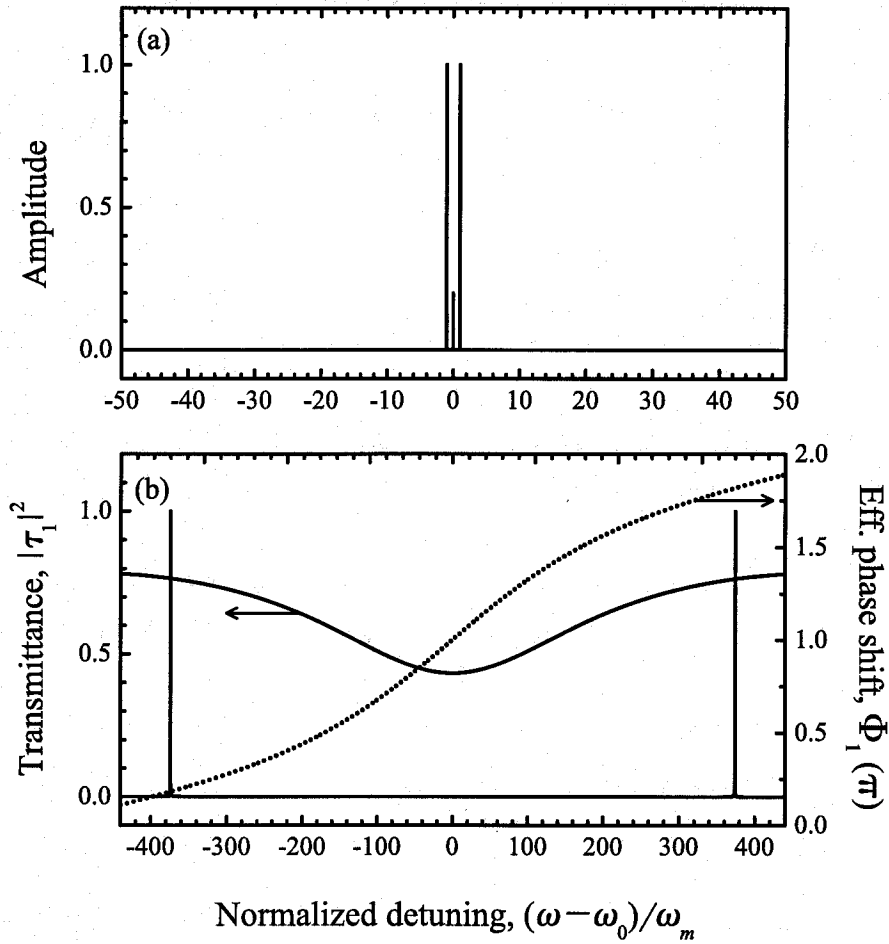 (a)
Amplitude
1.0
0.5
0.0
-50 -40 -30 -20 -10 0 10 20 30 40 50
(b)
Transmittance, |τ₁|²
1.0
0.5
0.0
2.0
1.5
1.0
0.5
0.0
Eff. phase shift, Φ₁ (π)
-400 -300 -200 -100 0 100 200 300 400
Normalized detuning, (ω−ω₀)/ωₘ